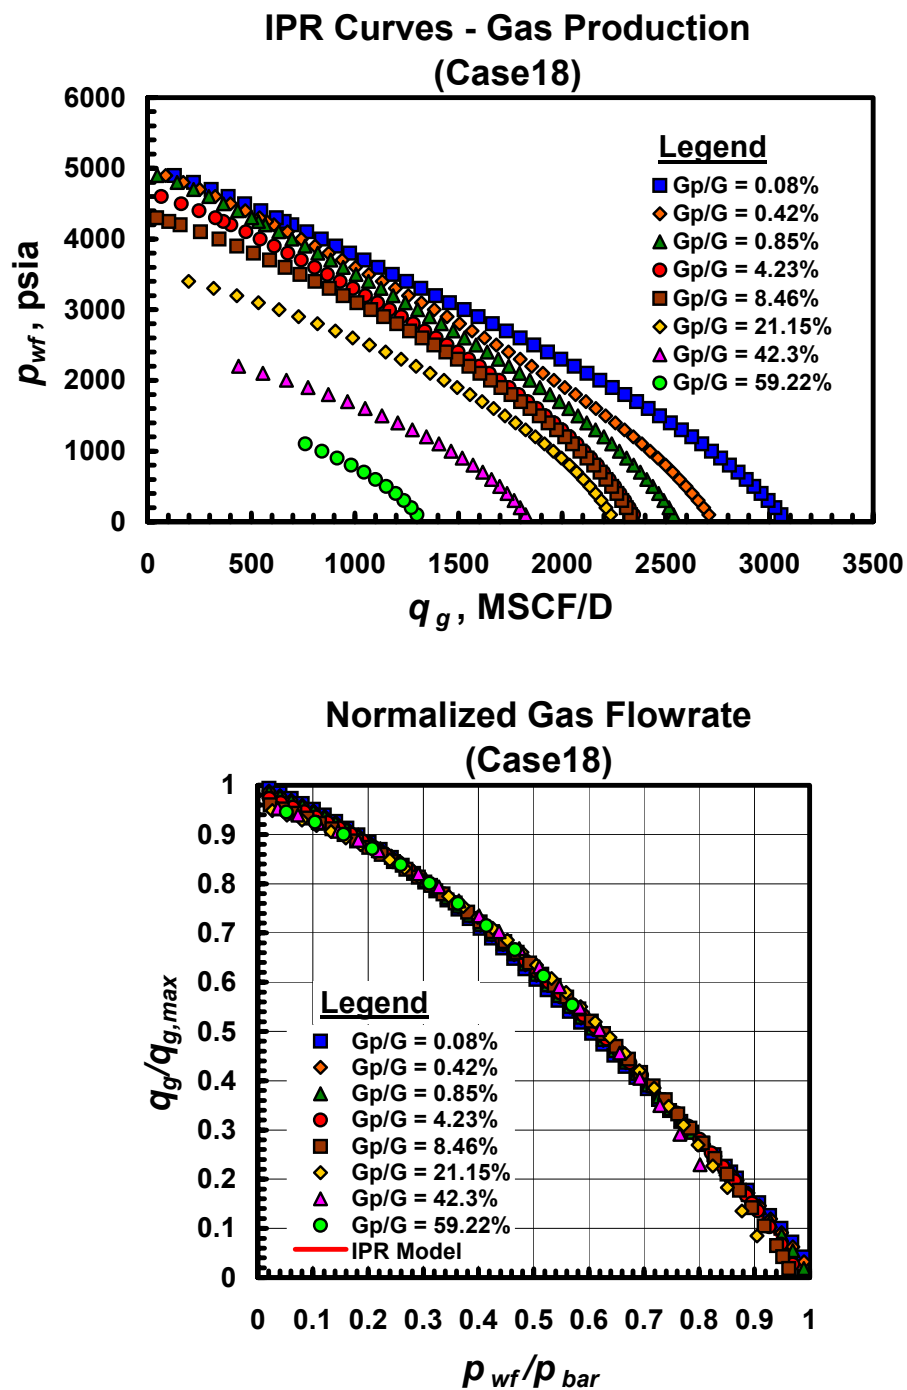 IPR Curves - Gas Production
(Case18)
6000
5000
4000
3000
2000
1000
0
p wf , psia
Legend
Gp/G = 0.08%
Gp/G = 0.42%
Gp/G = 0.85%
Gp/G = 4.23%
Gp/G = 8.46%
Gp/G = 21.15%
Gp/G = 42.3%
Gp/G = 59.22%
0 500 1000 1500 2000 2500 3000 3500
q g , MSCF/D
Normalized Gas Flowrate
(Case18)
1
0.9
0.8
0.7
0.6
0.5
0.4
0.3
0.2
0.1
0
q g / q g,max
Legend
Gp/G = 0.08%
Gp/G = 0.42%
Gp/G = 0.85%
Gp/G = 4.23%
Gp/G = 8.46%
Gp/G = 21.15%
Gp/G = 42.3%
Gp/G = 59.22%
IPR Model
0 0.1 0.2 0.3 0.4 0.5 0.6 0.7 0.8 0.9 1
p wf / p bar